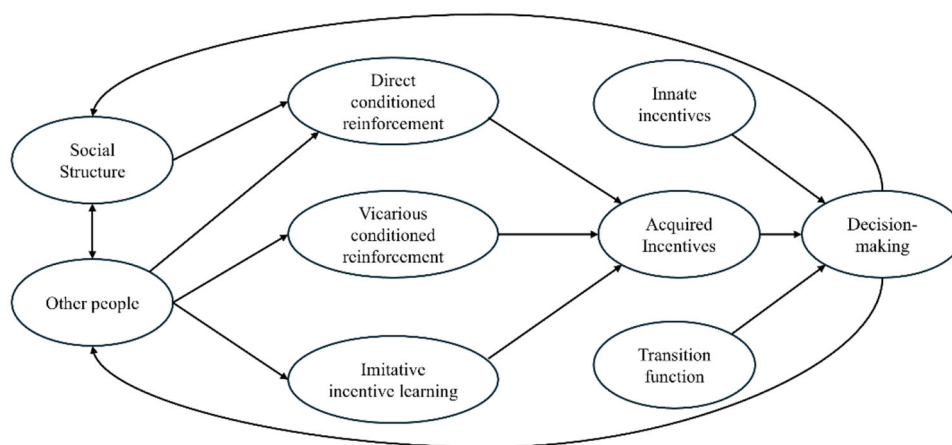 Social
Structure
Other people
Direct
conditioned
reinforcement
Vicarious
conditioned
reinforcement
Imitative
incentive learning
Innate
incentives
Acquired
Incentives
Transition
function
Decision-
making